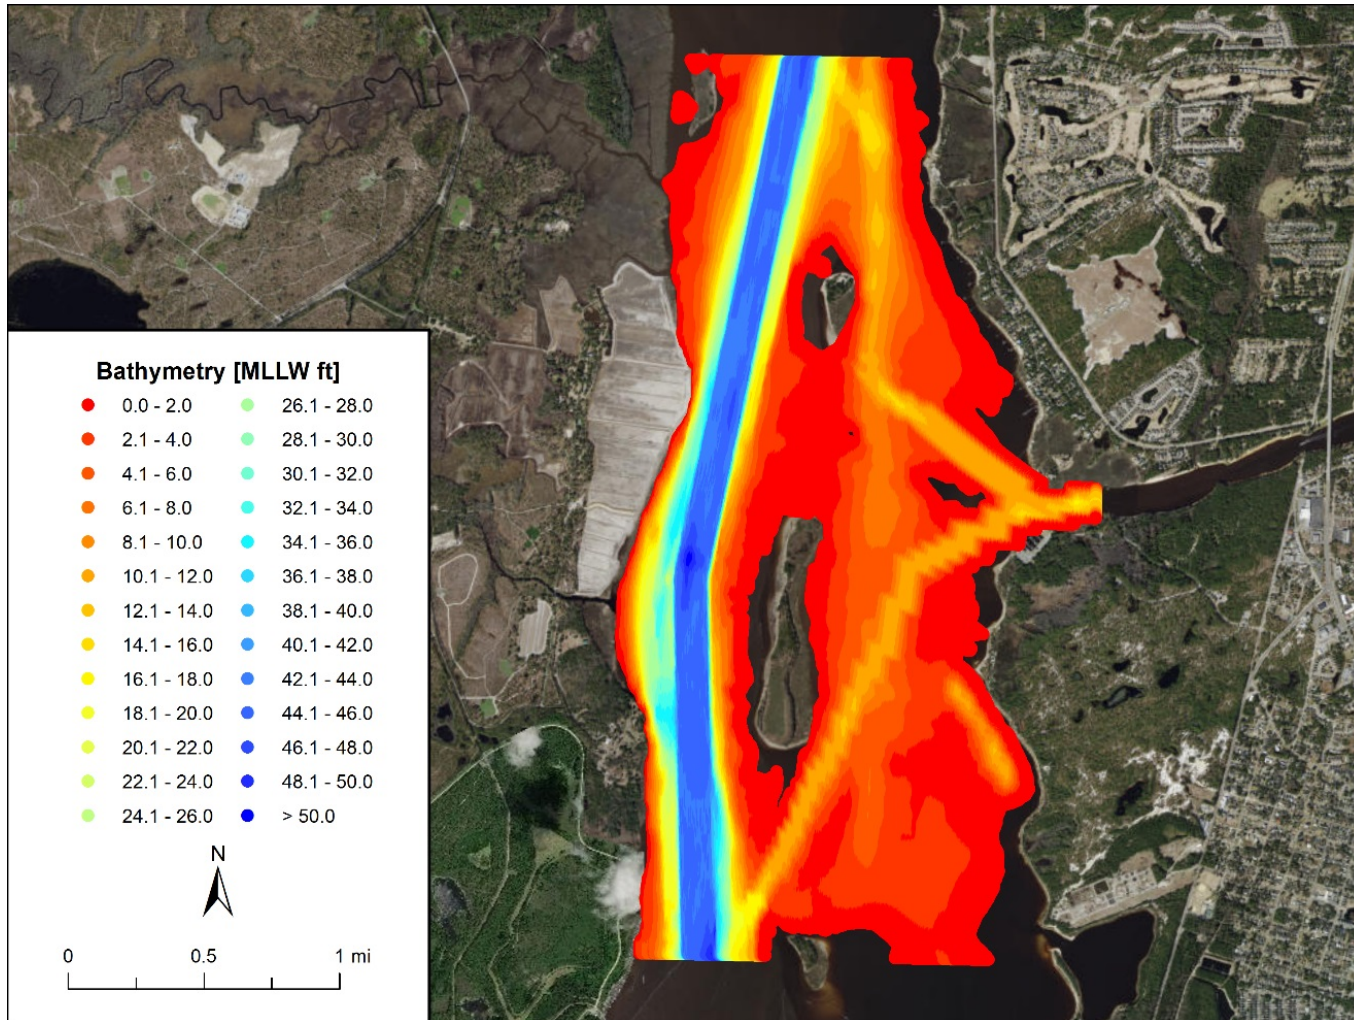 Bathymetry [MLLW ft]
0.0 - 2.0 26.1 - 28.0
2.1 - 4.0 28.1 - 30.0
4.1 - 6.0 30.1 - 32.0
6.1 - 8.0 32.1 - 34.0
8.1 - 10.0 34.1 - 36.0
10.1 - 12.0 36.1 - 38.0
12.1 - 14.0 38.1 - 40.0
14.1 - 16.0 40.1 - 42.0
16.1 - 18.0 42.1 - 44.0
18.1 - 20.0 44.1 - 46.0
20.1 - 22.0 46.1 - 48.0
22.1 - 24.0 48.1 - 50.0
24.1 - 26.0 > 50.0
N
0 0.5 1 mi